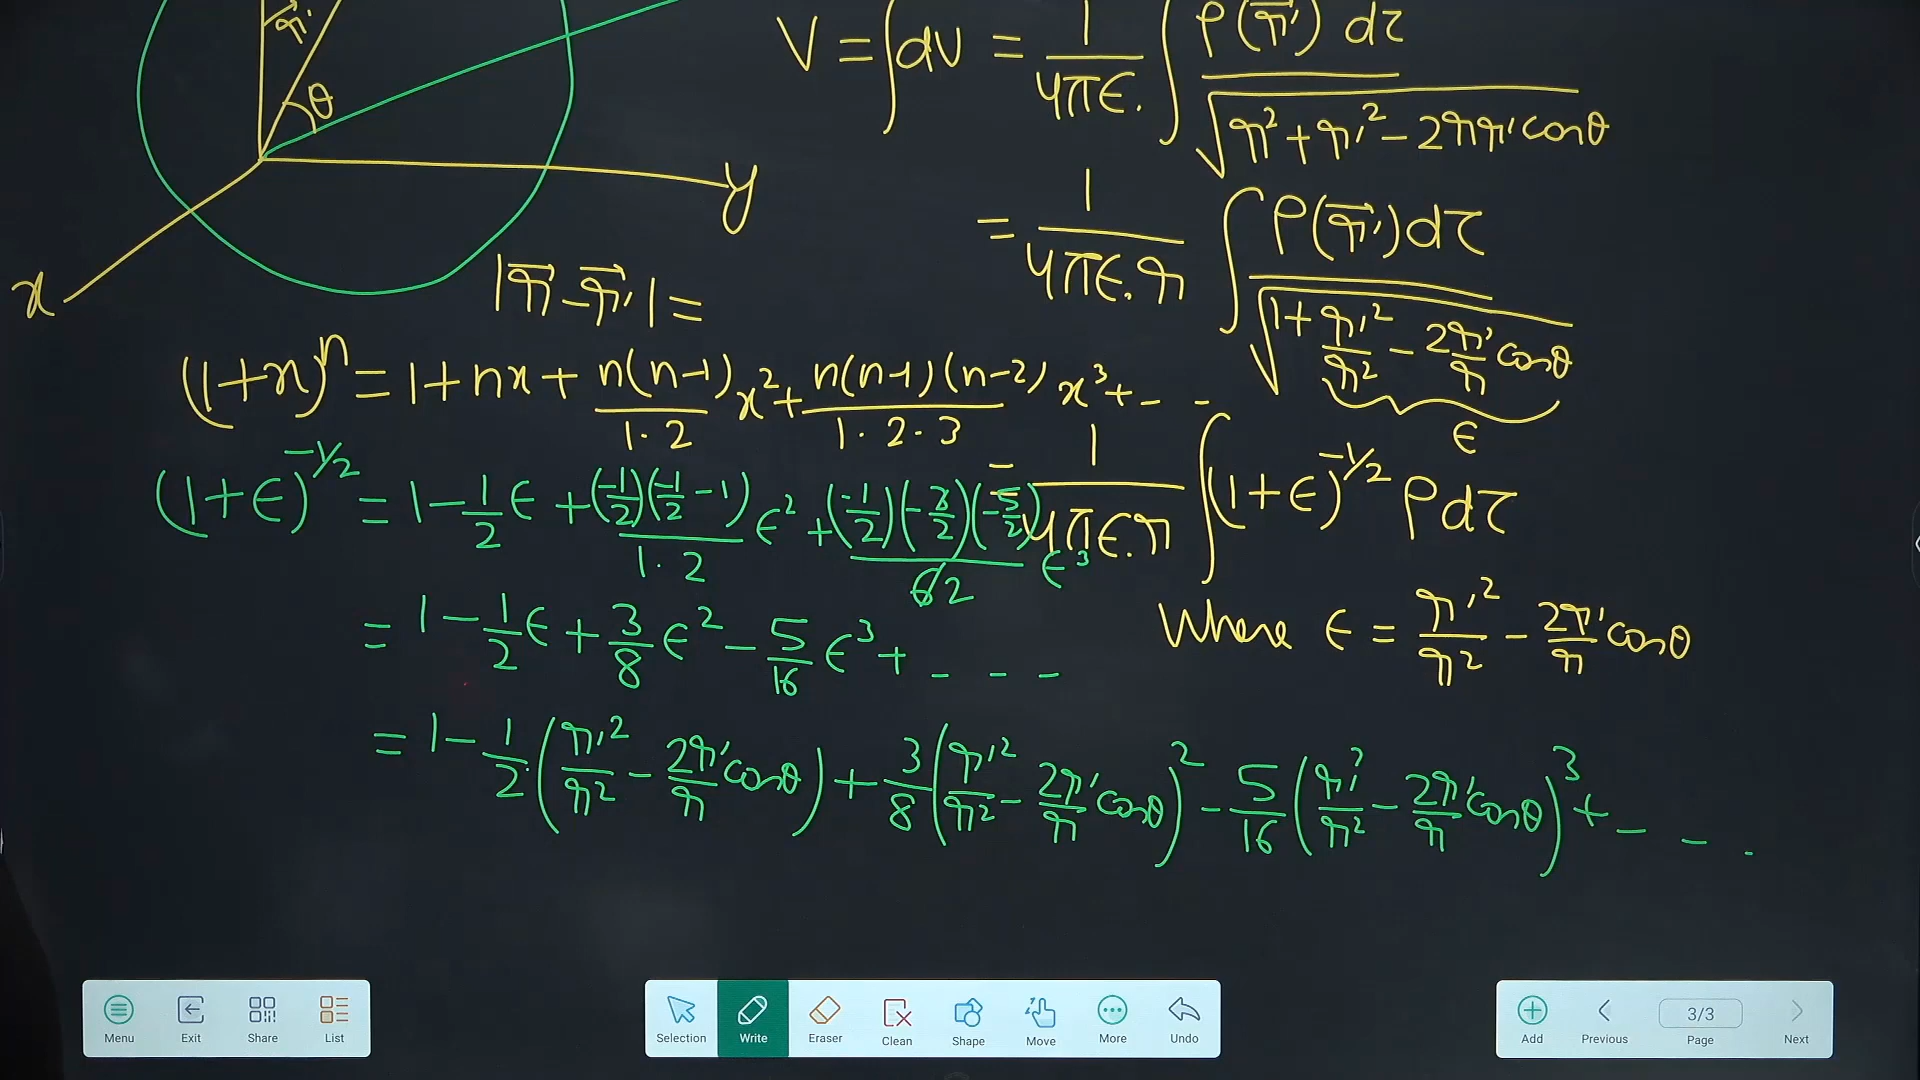 r⃗'
θ
y
x
V = ∫dV = 1/4πϵ₀ ∫ ρ(r⃗') dτ / √(r² + r'² − 2rr'cosθ)
= 1/4πϵ₀r ∫ ρ(r⃗')dτ / √(1 + r'²/r² − 2r'/r cosθ)
ϵ
|r⃗ − r⃗'| =
(1+x)ⁿ = 1 + nx + n(n−1)/1·2 x² + n(n−1)(n−2)/1·2·3 x³ + - -
= 1/4πϵ₀r ∫(1+ϵ)^−1/2 ρdτ
(1+ϵ)^−1/2 = 1 − 1/2 ϵ + (−1/2)(−1/2 −1)/1·2 ϵ² + (−1/2)(−3/2)(−5/2)/6 2 ϵ³
Where ϵ = r'²/r² − 2r'/r cosθ
= 1 − 1/2 ϵ + 3/8 ϵ² − 5/16 ϵ³ + - - -
= 1 − 1/2 (r'²/r² − 2r'/r cosθ) + 3/8 (r'²/r² − 2r'/r cosθ)² − 5/16 (r'²/r² − 2r'/r cosθ)³ + - - -
Menu Exit Share List
Selection Write Eraser Clean Shape Move More Undo
Add Previous 3/3 Page Next